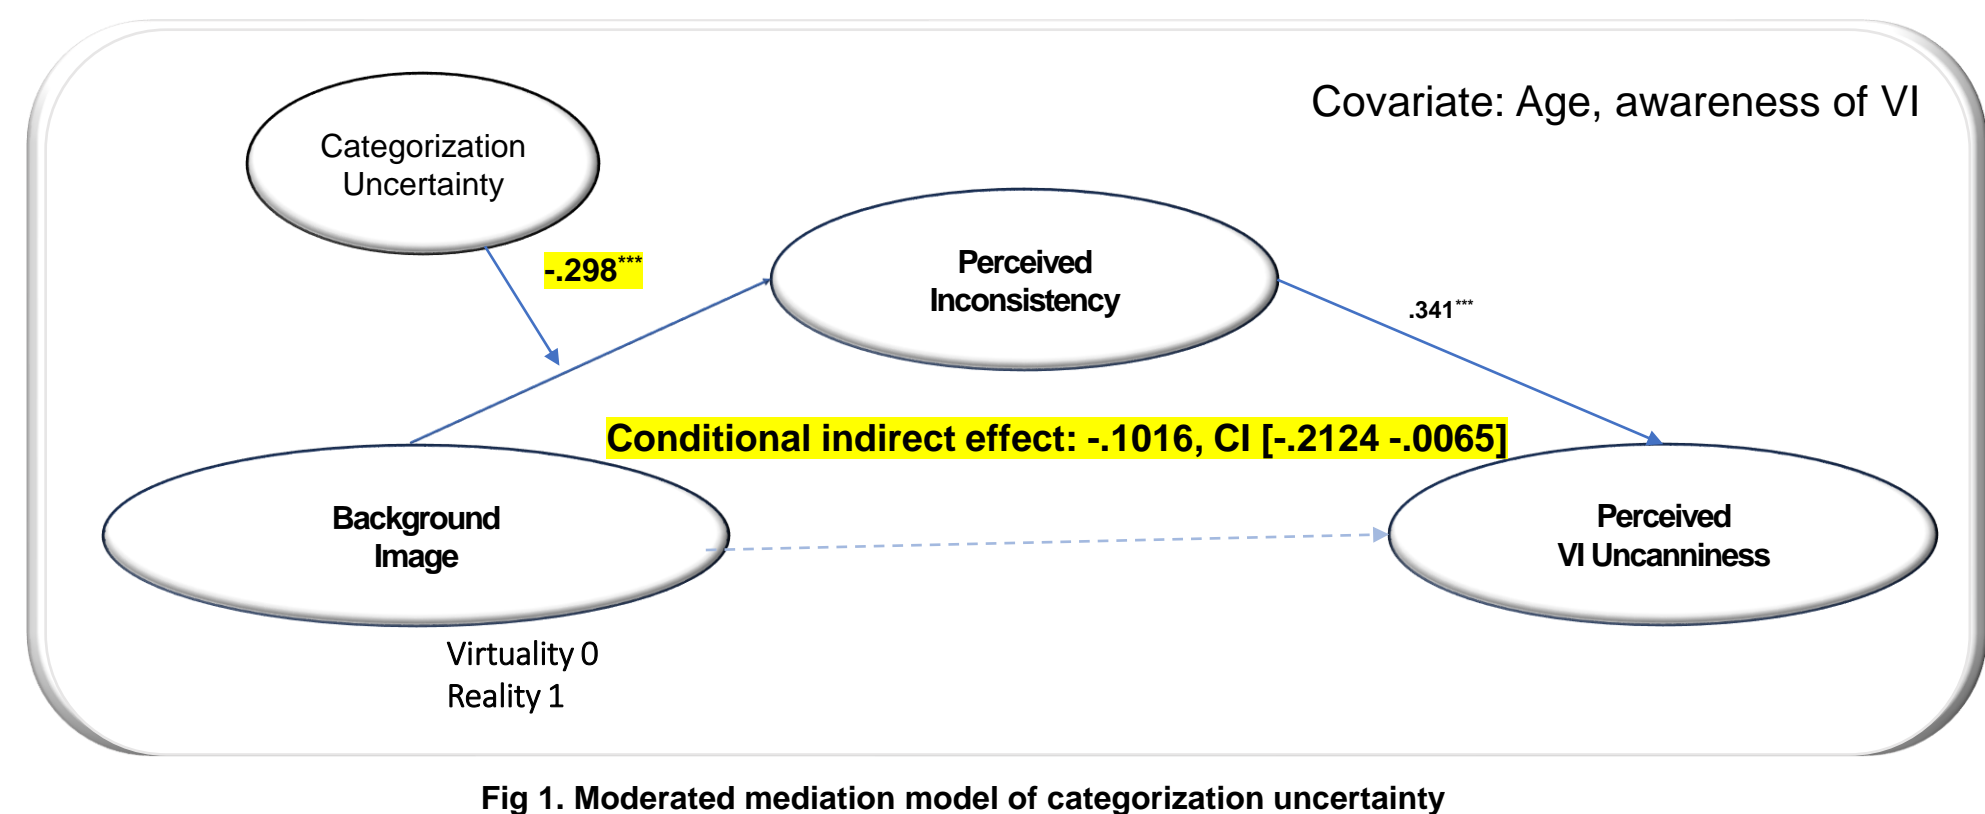 Covariate: Age, awareness of VI
Categorization
Uncertainty
-.298***
Perceived
Inconsistency
.341***
Conditional indirect effect: -.1016, CI [-.2124 -.0065]
Background
Image
Perceived
VI Uncanniness
Virtuality 0
Reality 1
Fig 1. Moderated mediation model of categorization uncertainty